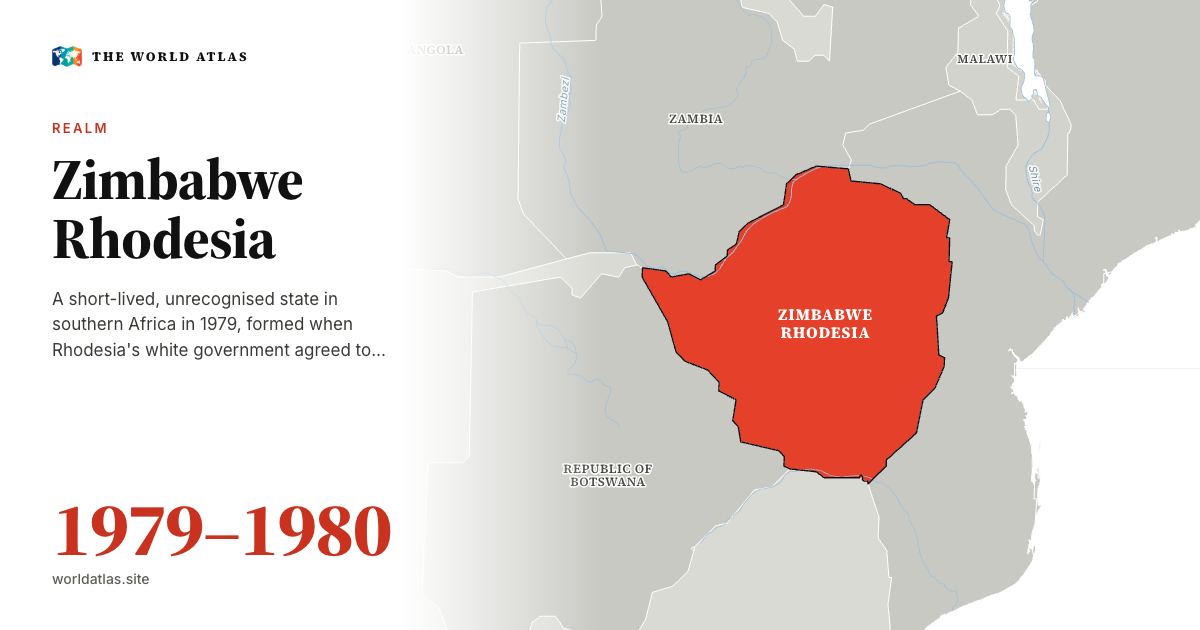 THE WORLD ATLAS
REALM
Zimbabwe
Rhodesia
A short-lived, unrecognised state in
southern Africa in 1979, formed when
Rhodesia's white government agreed to...
1979–1980
worldatlas.site
ANGOLA
Zambezi
ZAMBIA
MALAWI
Shire
ZIMBABWE
RHODESIA
REPUBLIC OF
BOTSWANA